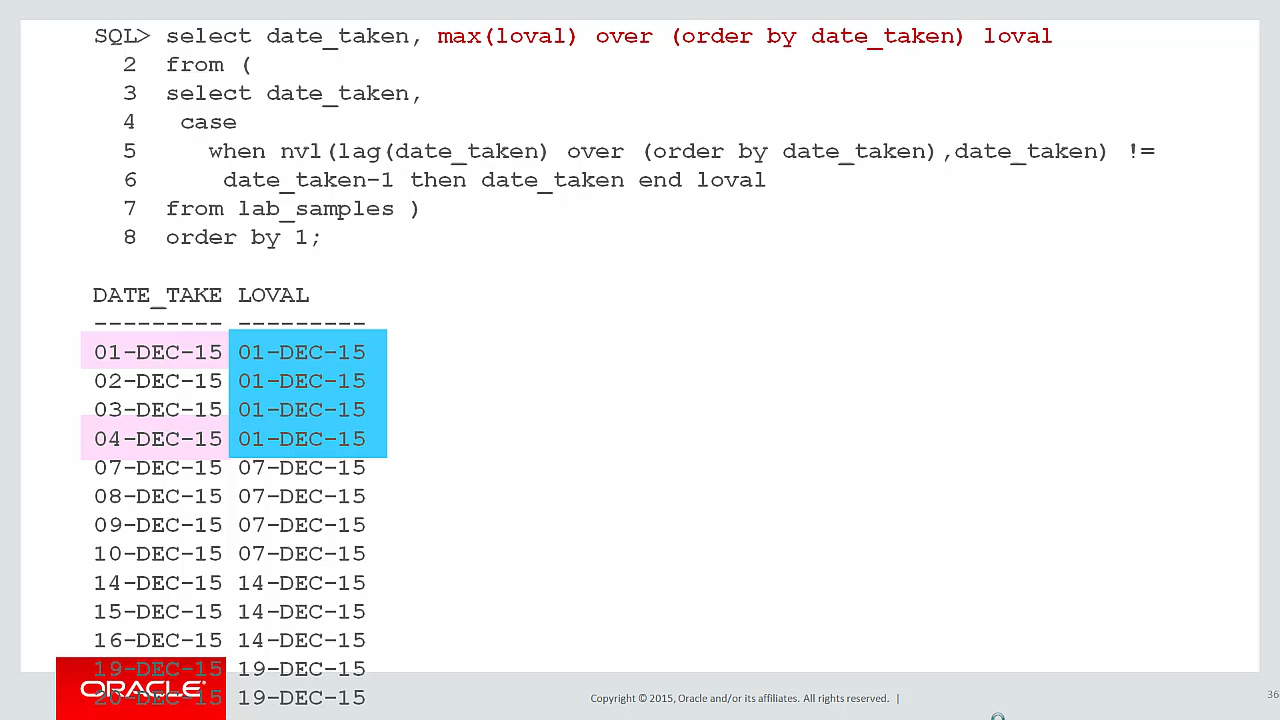 SQL> select date_taken, max(loval) over (order by date_taken) loval
2 from (
3 select date_taken,
4 case
5 when nvl(lag(date_taken) over (order by date_taken),date_taken) !=
6 date_taken-1 then date_taken end loval
7 from lab_samples )
8 order by 1;
DATE_TAKE LOVAL
--------- ---------
01-DEC-15 01-DEC-15
02-DEC-15 01-DEC-15
03-DEC-15 01-DEC-15
04-DEC-15 01-DEC-15
07-DEC-15 07-DEC-15
08-DEC-15 07-DEC-15
09-DEC-15 07-DEC-15
10-DEC-15 07-DEC-15
14-DEC-15 14-DEC-15
15-DEC-15 14-DEC-15
16-DEC-15 14-DEC-15
19-DEC-15 19-DEC-15
ORACLE
20-DEC-15 19-DEC-15
Copyright © 2015, Oracle and/or its affiliates. All rights reserved. |
36